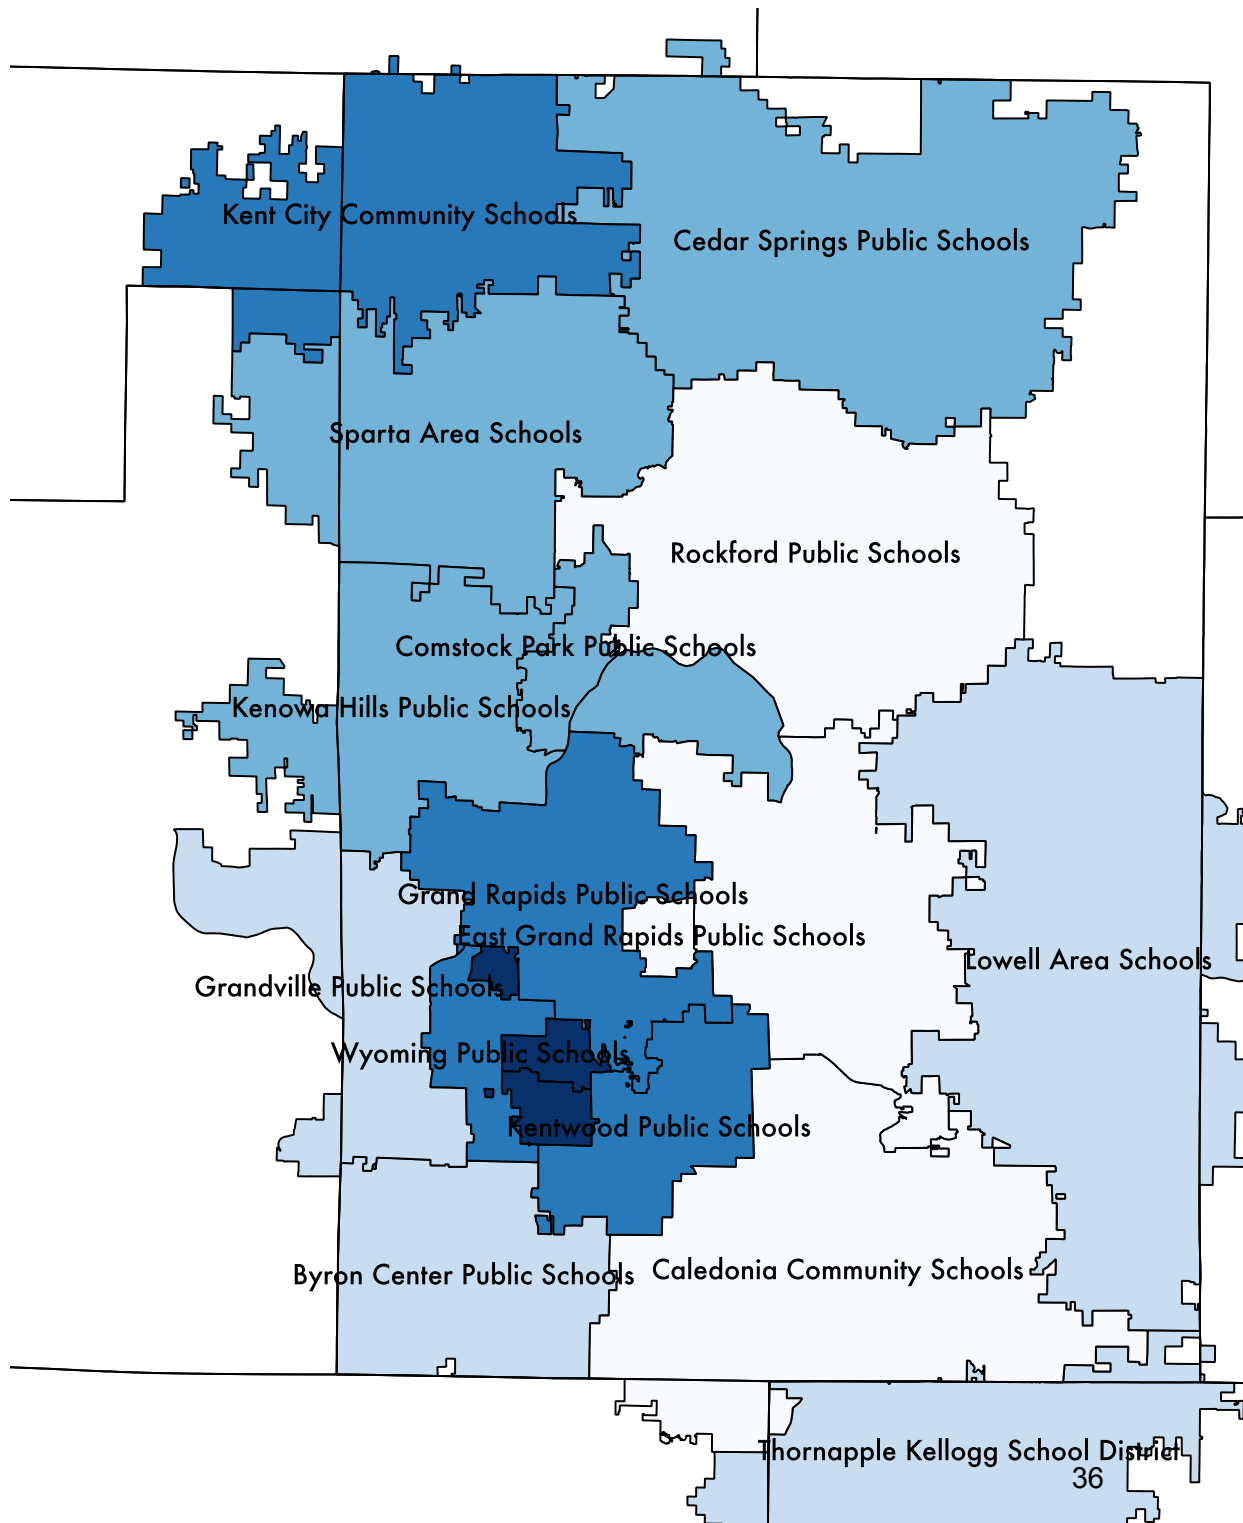 Kent City Community Schools
Cedar Springs Public Schools
Sparta Area Schools
Rockford Public Schools
Comstock Park Public Schools
Kenowa Hills Public Schools
Grand Rapids Public Schools
East Grand Rapids Public Schools
Lowell Area Schools
Grandville Public Schools
Wyoming Public Schools
Kentwood Public Schools
Caledonia Community Schools
Byron Center Public Schools
Thornapple Kellogg School District
36